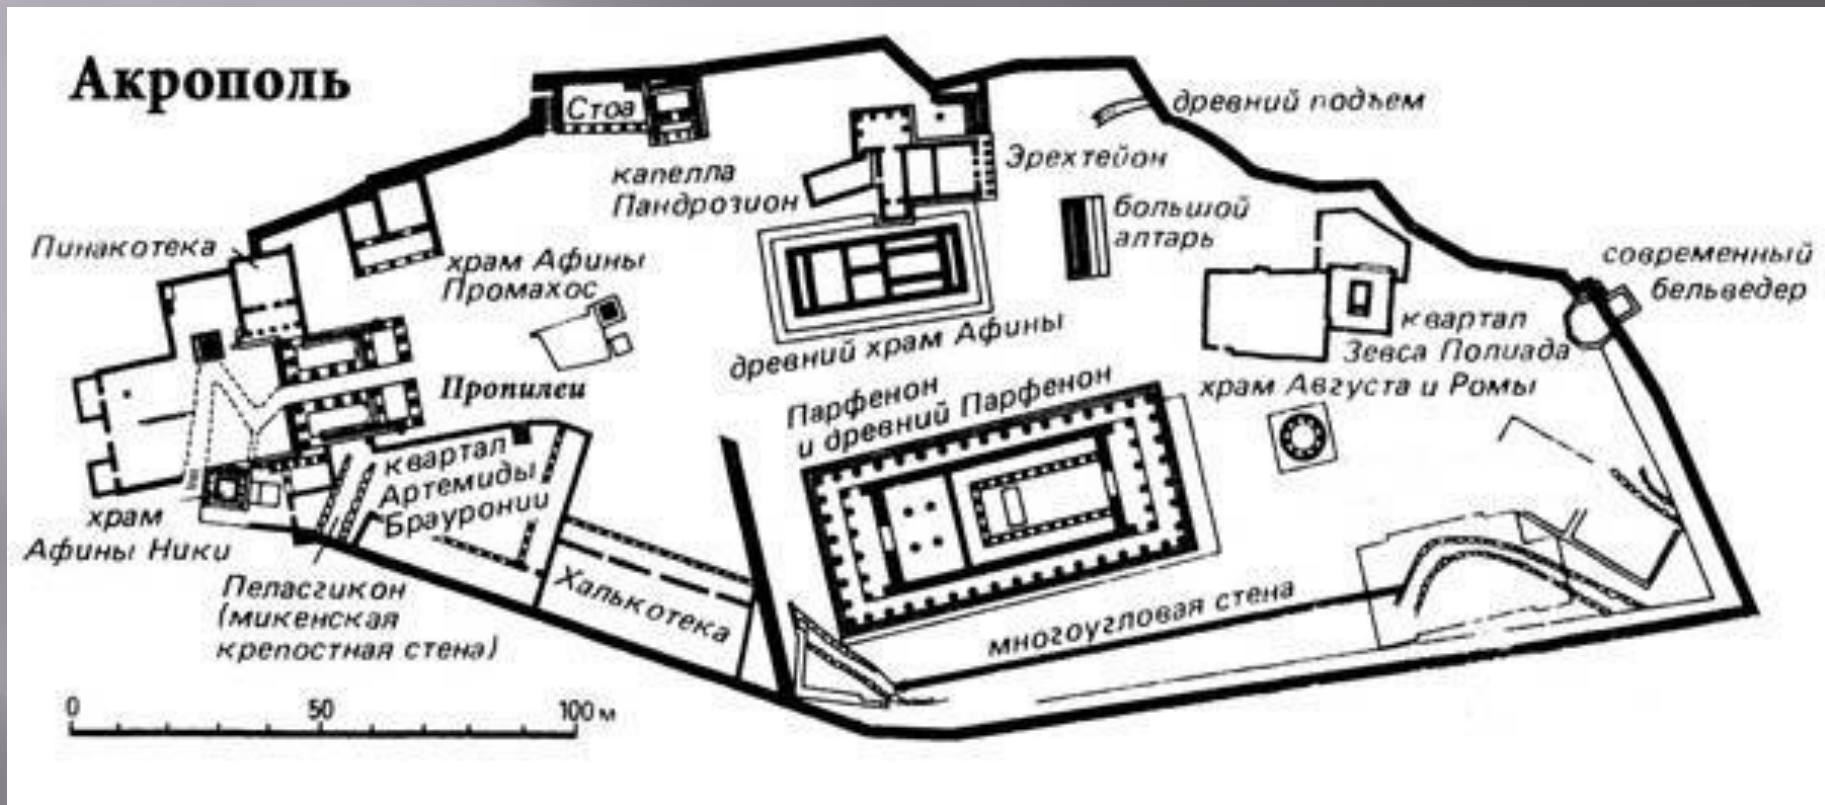 Акрополь
Стоа
древний подъем
капелла
Пандрозион
Эрехтейон
большой
алтарь
Пинакотека
храм Афины
Промахос
современный
бельведер
квартал
Зевса Полиада
древний храм Афины
храм Августа и Ромы
Пропилеи
Парфенон
и древний Парфенон
квартал
Артемиды
Брауронии
храм
Афины Ники
Пеласгикон
(микенская
крепостная стена)
Халькотека
многоугловая стена
0 50 100 м